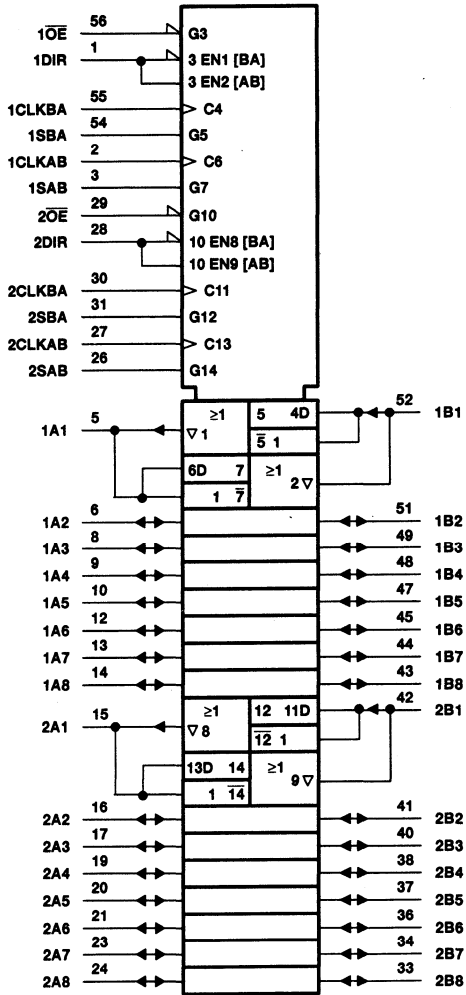 56
1O̅E̅ G3
1
1DIR 3 EN1 [BA]
3 EN2 [AB]
55
1CLKBA C4
54
1SBA G5
2
1CLKAB C6
3
1SAB G7
29
2O̅E̅ G10
28
2DIR 10 EN8 [BA]
10 EN9 [AB]
30
2CLKBA C11
31
2SBA G12
27
2CLKAB C13
26
2SAB G14
5 ≥1 5 4D 52
1A1 ▽1 5̅ 1 1B1
6D 7 ≥1
1 7̅ 2▽
6 51
1A2 1B2
8 49
1A3 1B3
9 48
1A4 1B4
10 47
1A5 1B5
12 45
1A6 1B6
13 44
1A7 1B7
14 43
1A8 1B8
15 ≥1 12 11D 42
2A1 ▽8 1̅2̅ 1 2B1
13D 14 ≥1
1 1̅4̅ 9▽
16 41
2A2 2B2
17 40
2A3 2B3
19 38
2A4 2B4
20 37
2A5 2B5
21 36
2A6 2B6
23 34
2A7 2B7
24 33
2A8 2B8